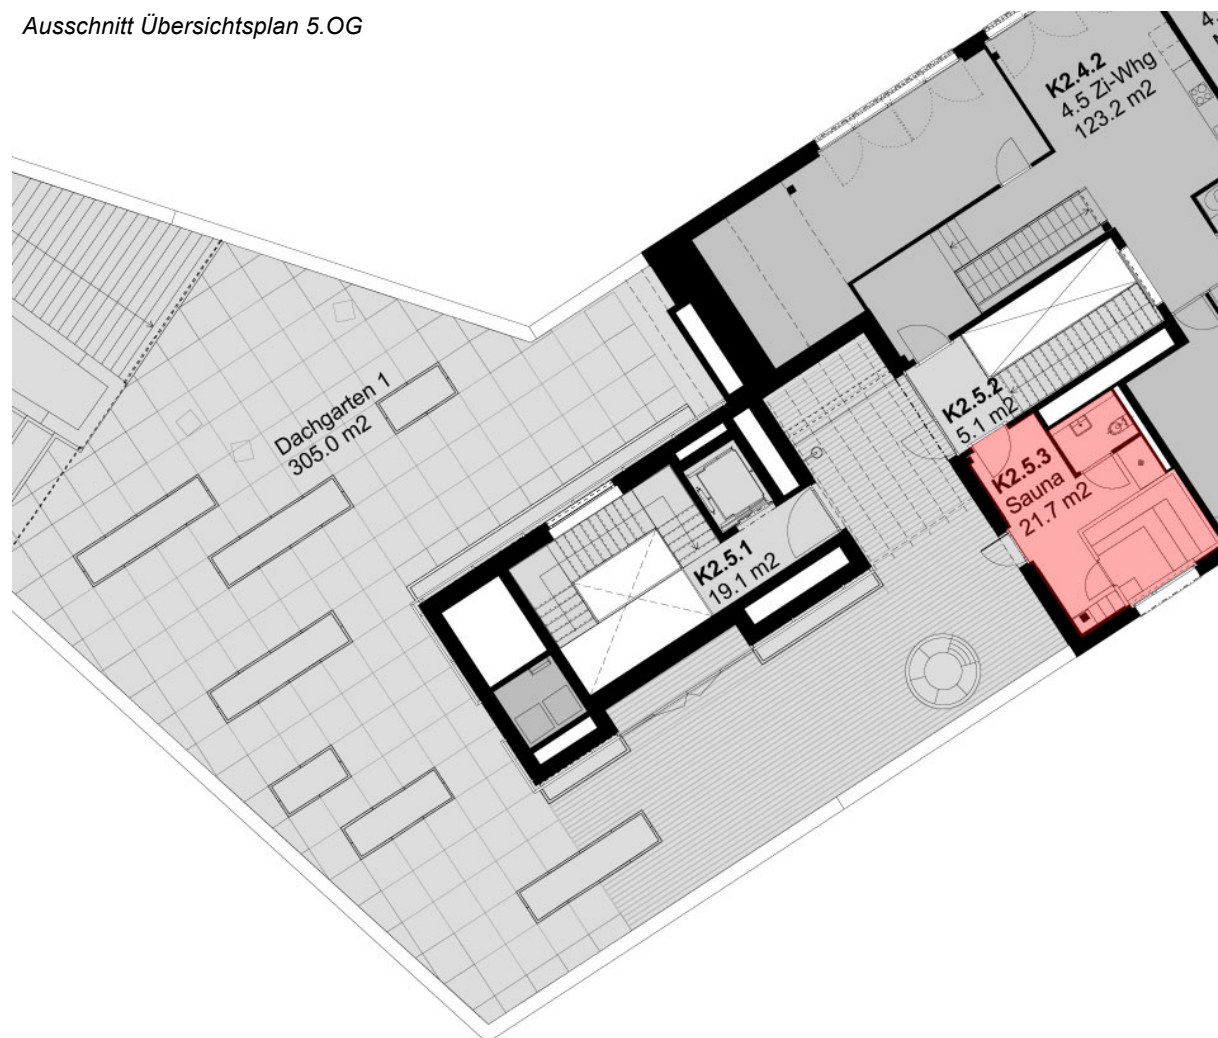 Ausschnitt Übersichtsplan 5.OG
K2.4.2
4.5 Zi-Whg
123.2 m2
4.
Dachgarten 1
305.0 m2
K2.5.2
5.1 m2
K2.5.3
Sauna
21.7 m2
K2.5.1
19.1 m2